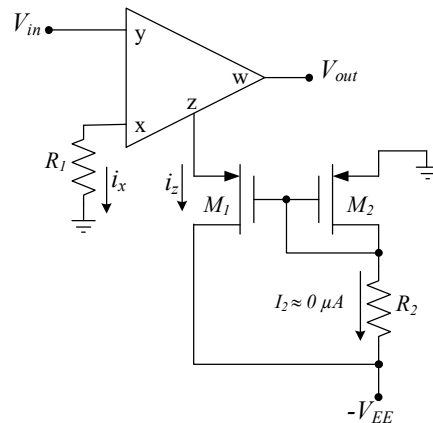 V_in
y
w
V_out
z
x
R_1
i_x
i_z
M_1
M_2
I_2 ≈ 0 μA
R_2
-V_EE